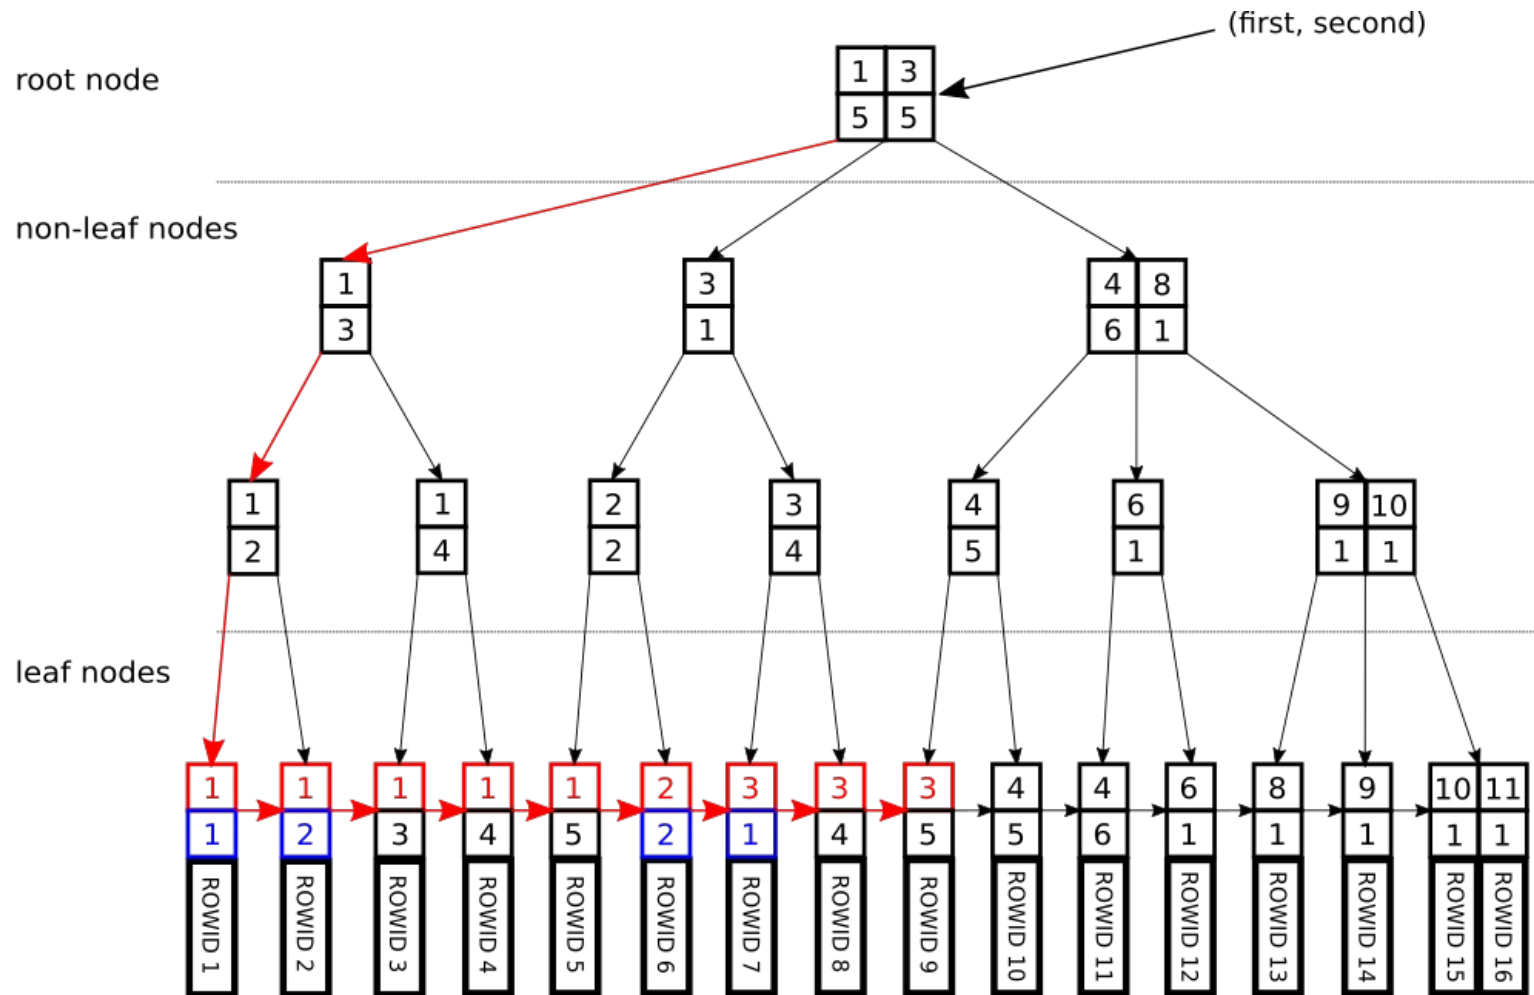 (first, second)
root node
1 3
5 5
non-leaf nodes
1 3 4 8
3 1 6 1
1 1 2 3 4 6 9 10
2 4 2 4 5 1 1 1
leaf nodes
1 1 1 1 1 2 3 3 3 4 4 6 8 9 10 11
1 2 3 4 5 2 1 4 5 5 6 1 1 1 1 1
ROWID 1
ROWID 2
ROWID 3
ROWID 4
ROWID 5
ROWID 6
ROWID 7
ROWID 8
ROWID 9
ROWID 10
ROWID 11
ROWID 12
ROWID 13
ROWID 14
ROWID 15
ROWID 16